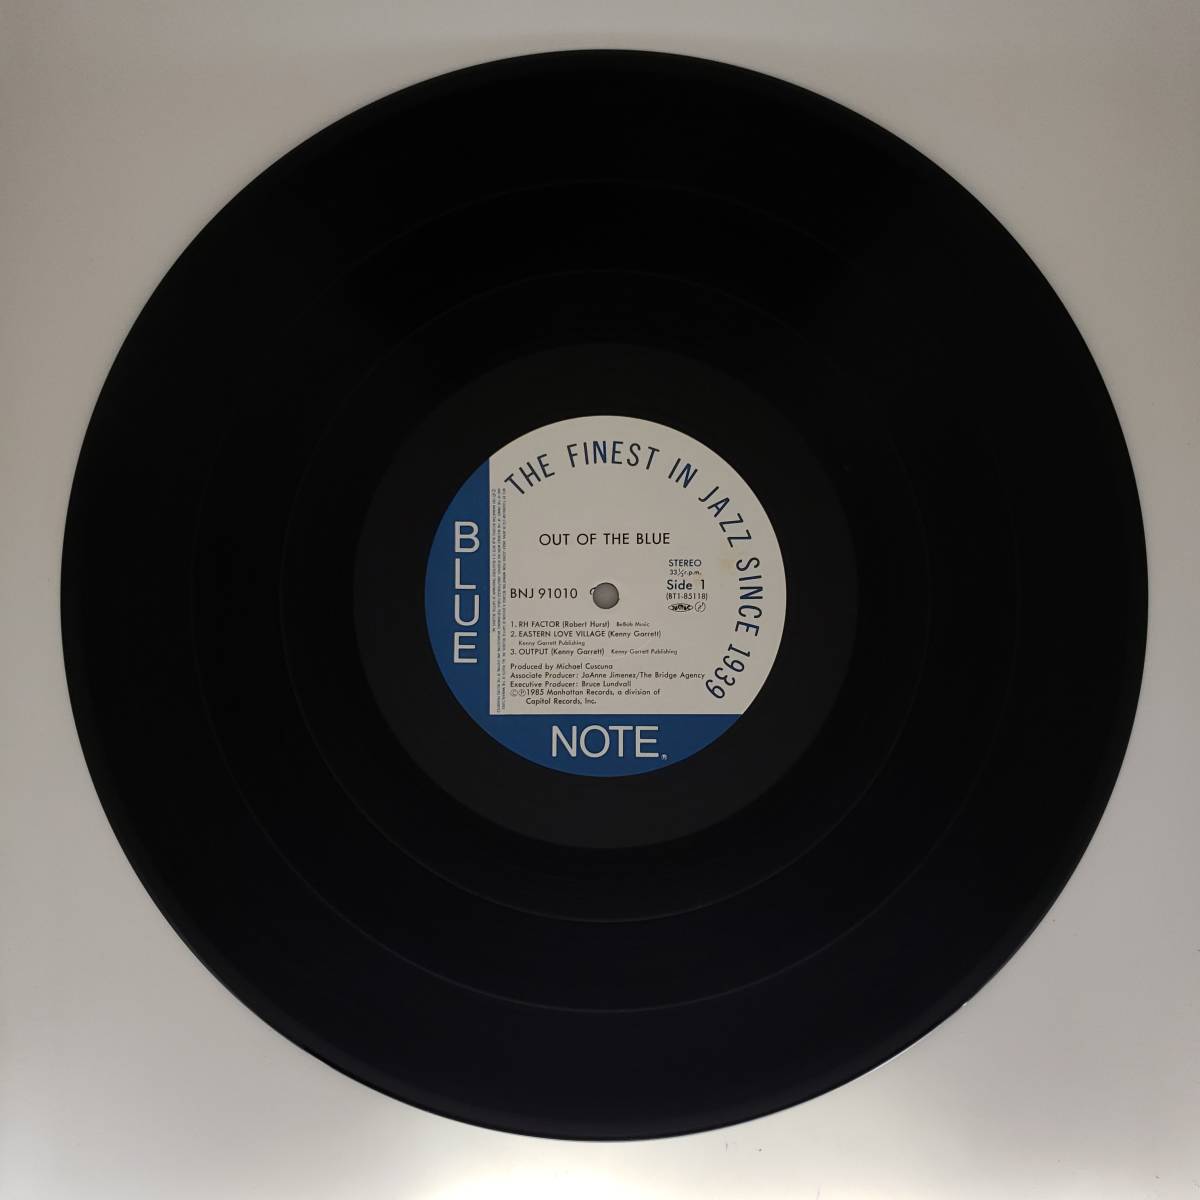 THE FINEST IN JAZZ SINCE 1939
BLUE
NOTE®
OUT OF THE BLUE
STEREO
33⅓r.p.m.
BNJ 91010
Side 1
(BT1-85118)
1. RH FACTOR (Robert Hurst) BeBob Music
2. EASTERN LOVE VILLAGE (Kenny Garrett)
Kenny Garrett Publishing
3. OUTPUT (Kenny Garrett) Kenny Garrett Publishing
Produced by Michael Cuscuna
Associate Producer: JoAnne Jimenez/The Bridge Agency
Executive Producer: Bruce Lundvall
©℗1985 Manhattan Records, a division of
Capitol Records, Inc.